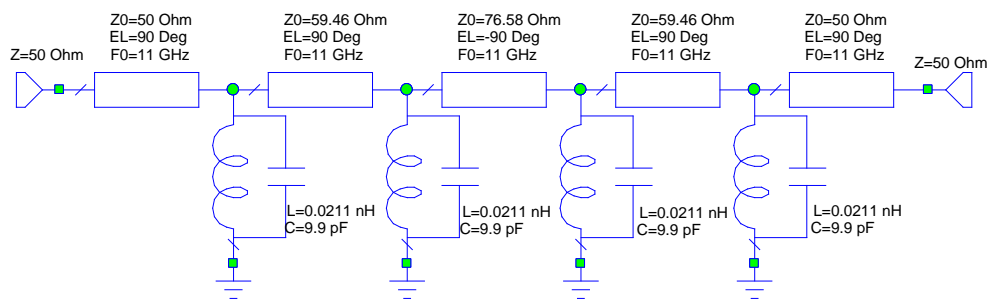 Z=50 Ohm
Z0=50 Ohm
EL=90 Deg
F0=11 GHz
Z0=59.46 Ohm
EL=90 Deg
F0=11 GHz
Z0=76.58 Ohm
EL=-90 Deg
F0=11 GHz
Z0=59.46 Ohm
EL=90 Deg
F0=11 GHz
Z0=50 Ohm
EL=90 Deg
F0=11 GHz
Z=50 Ohm
L=0.0211 nH
C=9.9 pF
L=0.0211 nH
C=9.9 pF
L=0.0211 nH
C=9.9 pF
L=0.0211 nH
C=9.9 pF